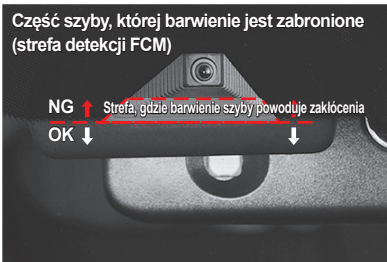 Część szyby, której barwienie jest zabronione
(strefa detekcji FCM)
NG Strefa, gdzie barwienie szyby powoduje zakłócenia
OK